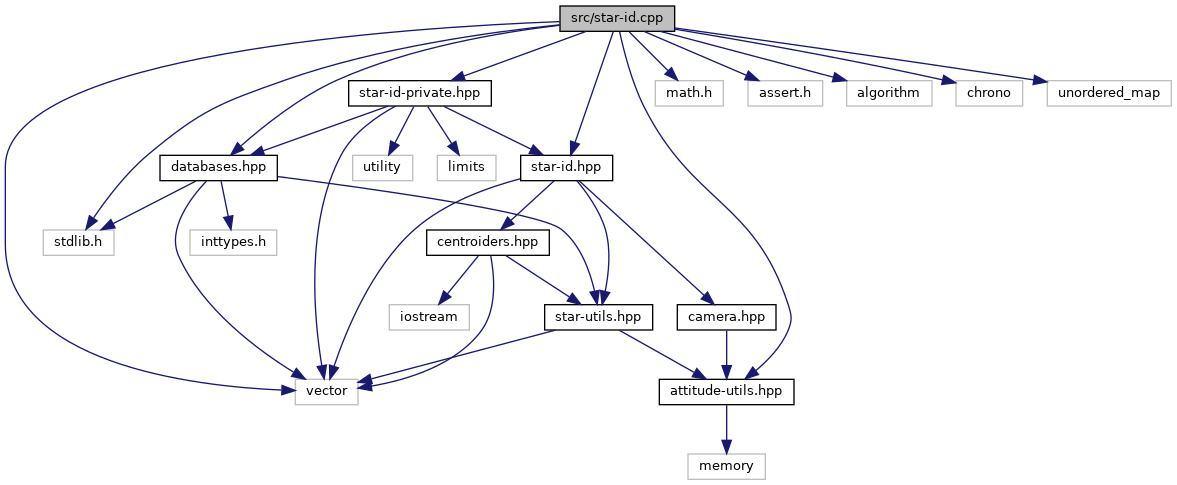 src/star-id.cpp
star-id-private.hpp
math.h
assert.h
algorithm
chrono
unordered_map
databases.hpp
utility
limits
star-id.hpp
stdlib.h
inttypes.h
centroiders.hpp
iostream
star-utils.hpp
camera.hpp
vector
attitude-utils.hpp
memory